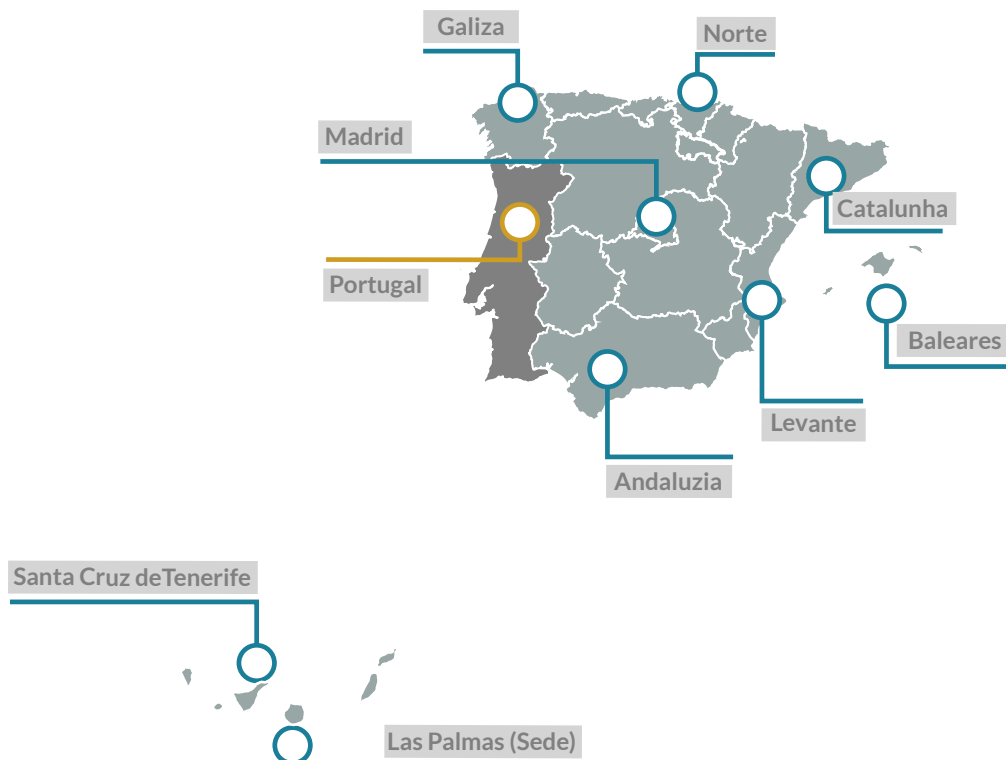 Galiza
Norte
Madrid
Catalunha
Portugal
Baleares
Levante
Andaluzia
Santa Cruz deTenerife
Las Palmas (Sede)